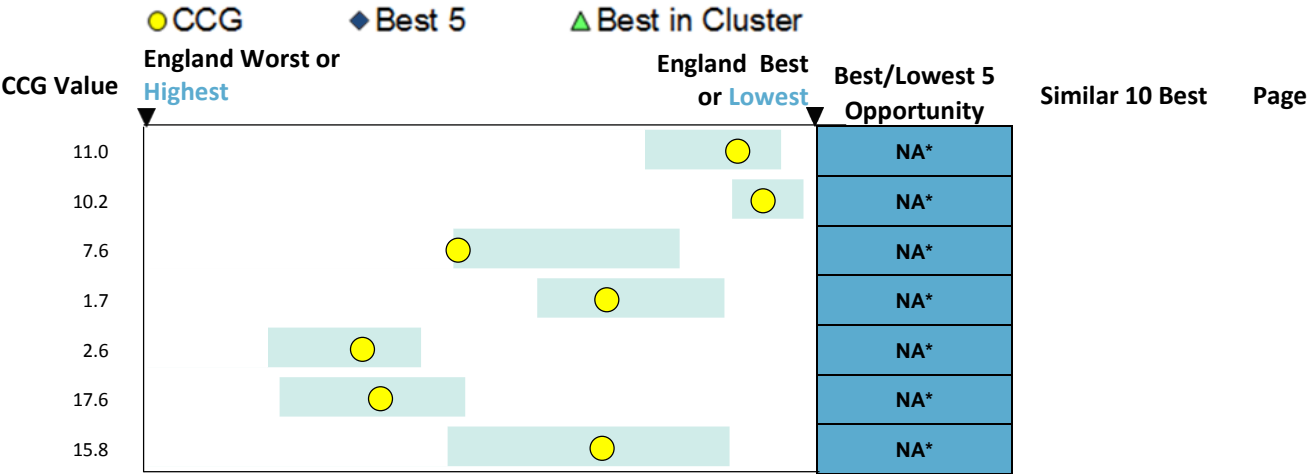 CCG Best 5 Best in Cluster
CCG Value
England Worst or
Highest
England Best
or Lowest
Best/Lowest 5
Opportunity
Similar 10 Best
Page
11.0 NA*
10.2 NA*
7.6 NA*
1.7 NA*
2.6 NA*
17.6 NA*
15.8 NA*